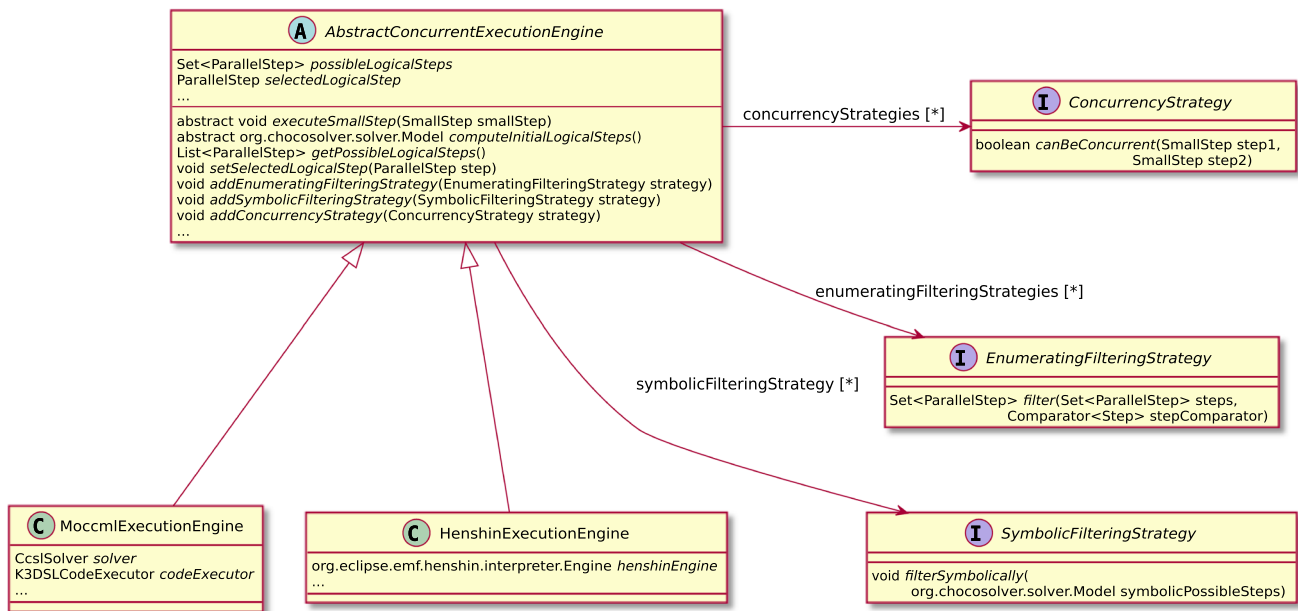 A AbstractConcurrentExecutionEngine
Set<ParallelStep> possibleLogicalSteps
ParallelStep selectedLogicalStep
...
abstract void executeSmallStep(SmallStep smallStep)
abstract org.chocosolver.solver.Model computeInitialLogicalSteps()
List<ParallelStep> getPossibleLogicalSteps()
void setSelectedLogicalStep(ParallelStep step)
void addEnumeratingFilteringStrategy(EnumeratingFilteringStrategy strategy)
void addSymbolicFilteringStrategy(SymbolicFilteringStrategy strategy)
void addConcurrencyStrategy(ConcurrencyStrategy strategy)
...
concurrencyStrategies [*]
I ConcurrencyStrategy
boolean canBeConcurrent(SmallStep step1,
SmallStep step2)
enumeratingFilteringStrategies [*]
I EnumeratingFilteringStrategy
Set<ParallelStep> filter(Set<ParallelStep> steps,
Comparator<Step> stepComparator)
symbolicFilteringStrategy [*]
C MoccmlExecutionEngine
CcslSolver solver
K3DSLCodeExecutor codeExecutor
...
C HenshinExecutionEngine
org.eclipse.emf.henshin.interpreter.Engine henshinEngine
...
I SymbolicFilteringStrategy
void filterSymbolically(
org.chocosolver.solver.Model symbolicPossibleSteps)